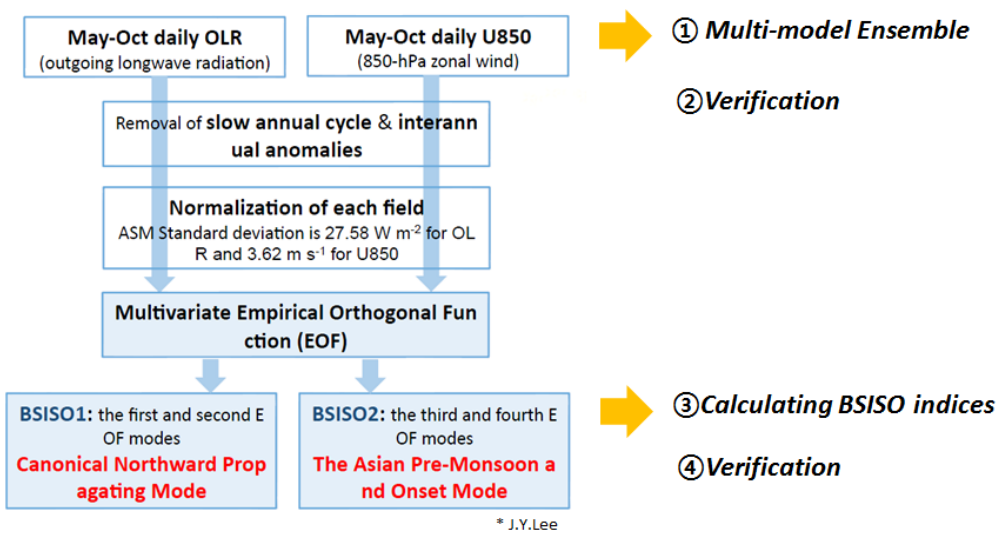 May-Oct daily OLR
(outgoing longwave radiation)
May-Oct daily U850
(850-hPa zonal wind)
① Multi-model Ensemble
②Verification
Removal of slow annual cycle & interann
ual anomalies
Normalization of each field
ASM Standard deviation is 27.58 W m-2 for OL
R and 3.62 m s-1 for U850
Multivariate Empirical Orthogonal Fun
ction (EOF)
BSISO1: the first and second E
OF modes
Canonical Northward Prop
agating Mode
BSISO2: the third and fourth E
OF modes
The Asian Pre-Monsoon a
nd Onset Mode
③Calculating BSISO indices
④Verification
* J.Y.Lee